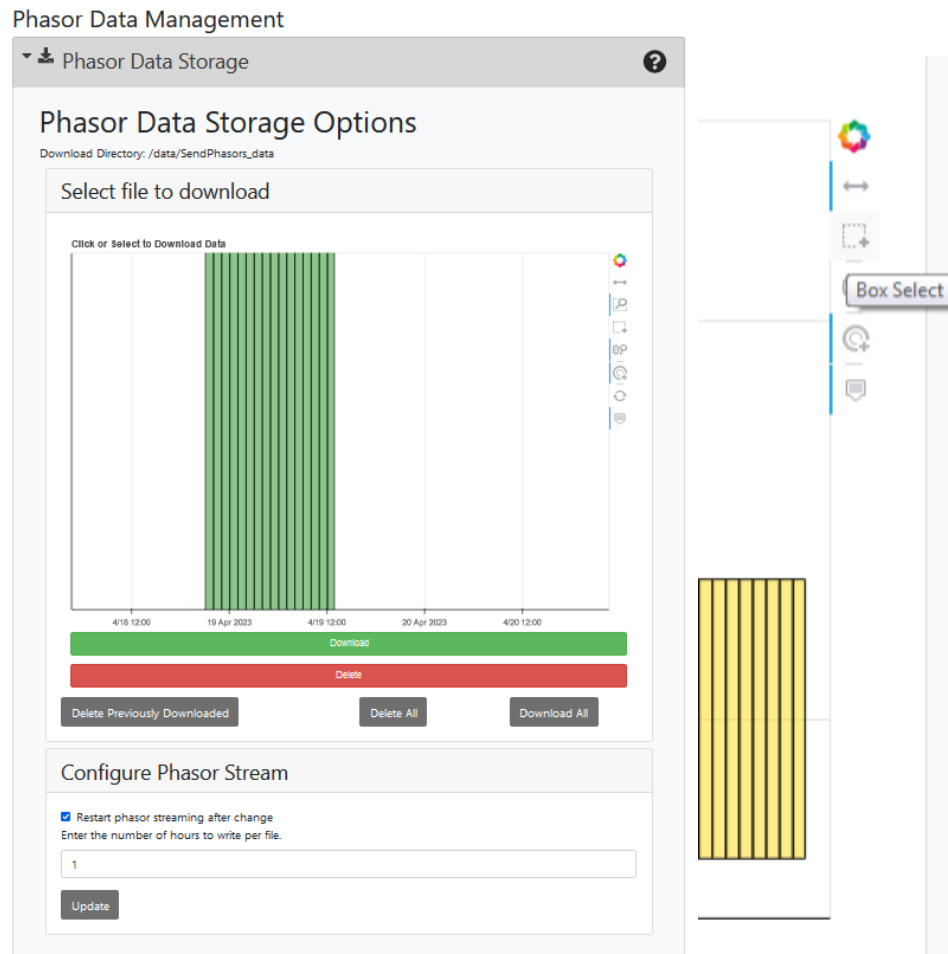 Phasor Data Management
Phasor Data Storage
Phasor Data Storage Options
Download Directory: /data/SendPhasors_data
Select file to download
Click or Select to Download Data
4/18 12:00 19 Apr 2023 4/19 12:00 20 Apr 2023 4/20 12:00
Download
Delete
Delete Previously Downloaded Delete All Download All
Configure Phasor Stream
Restart phasor streaming after change
Enter the number of hours to write per file.
1
Update
Box Select